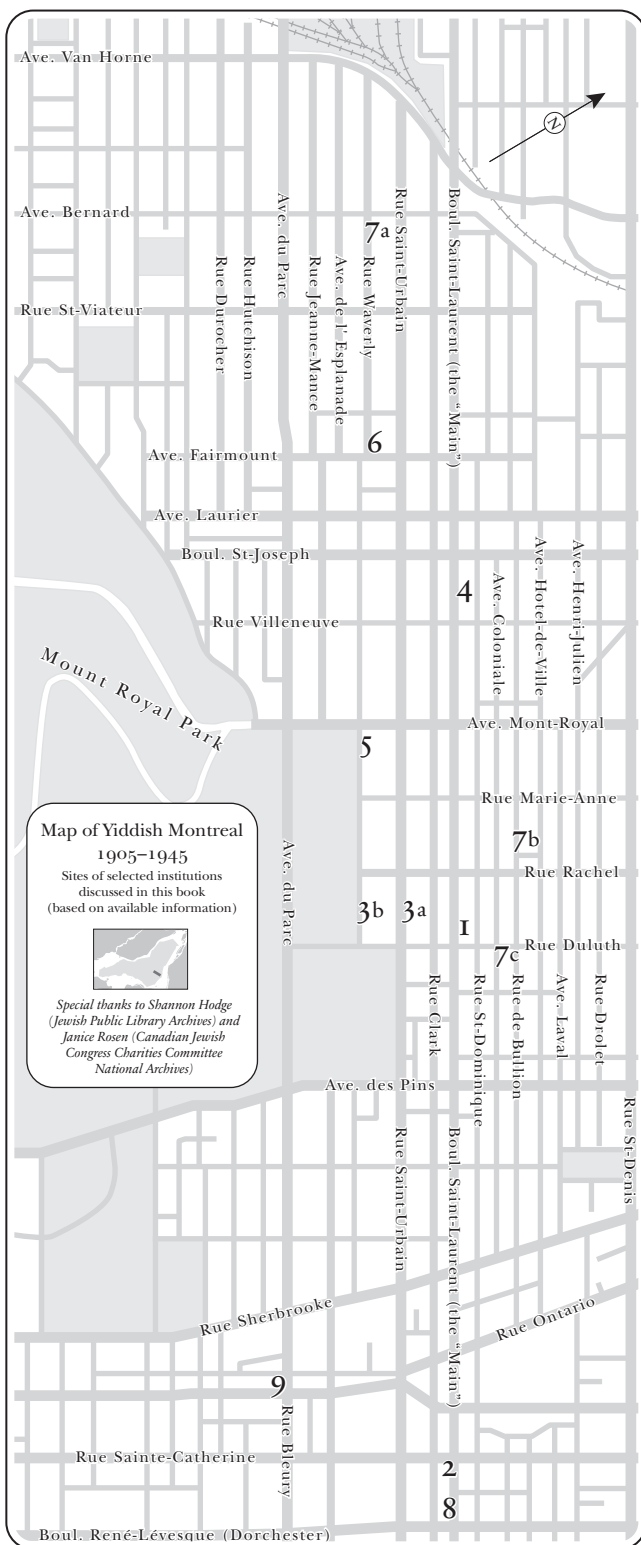 Ave. Van Horne
N
Ave. Bernard
Ave. du Parc
7a
Rue Saint-Urbain
Boul. Saint-Laurent (the "Main")
Rue Durocher
Rue Hutchison
Rue Jeanne-Mance
Ave. de l' Esplanade
Rue Waverly
Rue St-Viateur
6
Ave. Fairmount
Ave. Laurier
Boul. St-Joseph
4
Ave. Coloniale
Ave. Hotel-de-Ville
Ave. Henri-Julien
Rue Villeneuve
Mount Royal Park
Ave. Mont-Royal
5
Rue Marie-Anne
7b
Rue Rachel
Map of Yiddish Montreal
1905–1945
Sites of selected institutions
discussed in this book
(based on available information)
Special thanks to Shannon Hodge
(Jewish Public Library Archives) and
Janice Rosen (Canadian Jewish
Congress Charities Committee
National Archives)
Ave. du Parc
3b
3a
1
7c
Rue Duluth
Rue Clark
Rue St-Dominique
Rue de Bullion
Ave. Laval
Rue Drolet
Ave. des Pins
Rue St-Denis
Rue Saint-Urbain
Boul. Saint-Laurent (the "Main")
Rue Sherbrooke
Rue Ontario
9
Rue Bleury
Rue Sainte-Catherine
2
8
Boul. René-Lévesque (Dorchester)